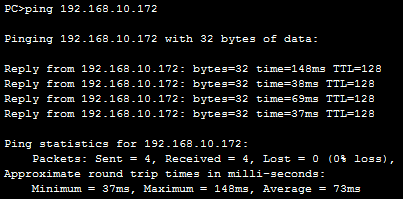 PC>ping 192.168.10.172
Pinging 192.168.10.172 with 32 bytes of data:
Reply from 192.168.10.172: bytes=32 time=148ms TTL=128
Reply from 192.168.10.172: bytes=32 time=38ms TTL=128
Reply from 192.168.10.172: bytes=32 time=69ms TTL=128
Reply from 192.168.10.172: bytes=32 time=37ms TTL=128
Ping statistics for 192.168.10.172:
Packets: Sent = 4, Received = 4, Lost = 0 (0% loss),
Approximate round trip times in milli-seconds:
Minimum = 37ms, Maximum = 148ms, Average = 73ms